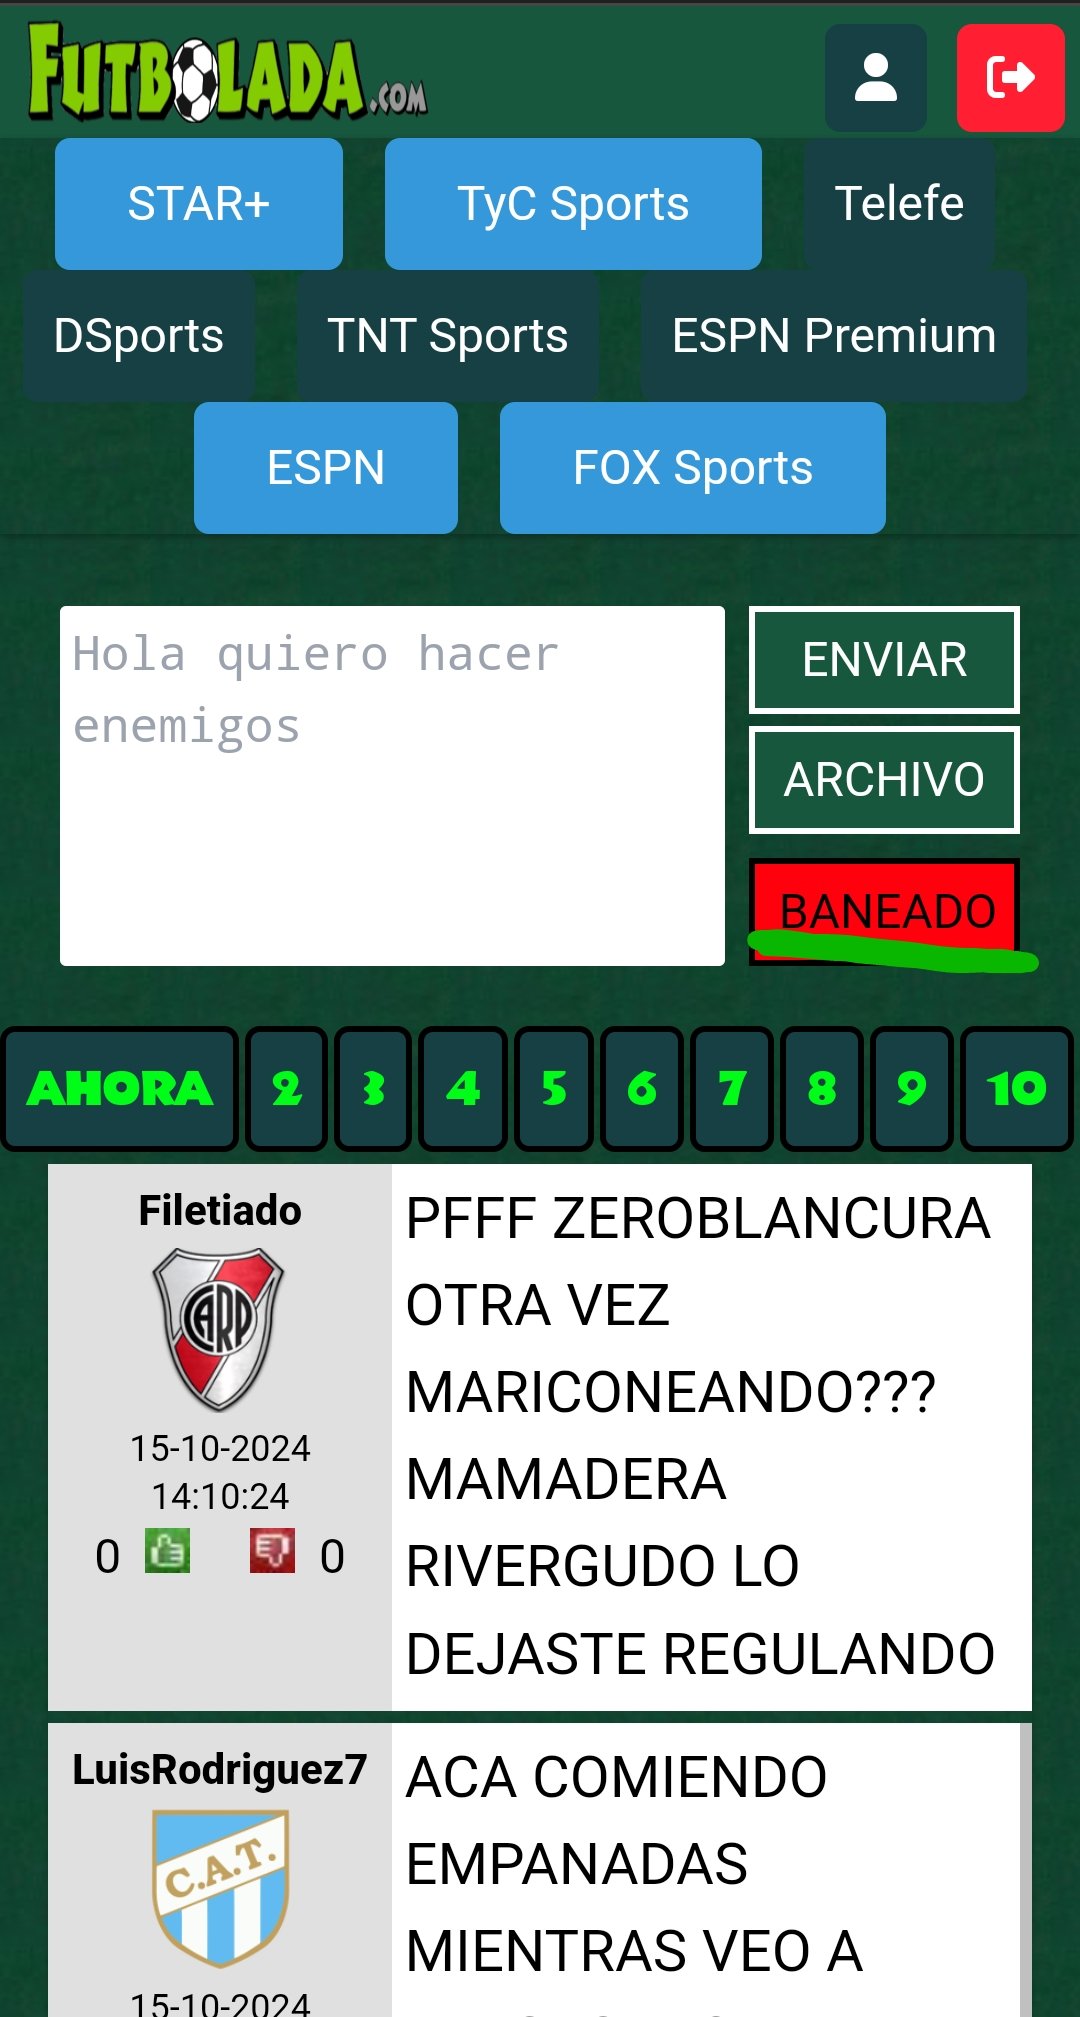 FUTBOLADA.COM
STAR+ TyC Sports Telefe
DSports TNT Sports ESPN Premium
ESPN FOX Sports
Hola quiero hacer
enemigos
ENVIAR
ARCHIVO
BANEADO
AHORA 2 3 4 5 6 7 8 9 10
Filetiado
CARP
15-10-2024
14:10:24
0 0
PFFF ZEROBLANCURA
OTRA VEZ
MARICONEANDO???
MAMADERA
RIVERGUDO LO
DEJASTE REGULANDO
LuisRodriguez7
C.A.T.
15-10-2024
ACA COMIENDO
EMPANADAS
MIENTRAS VEO A